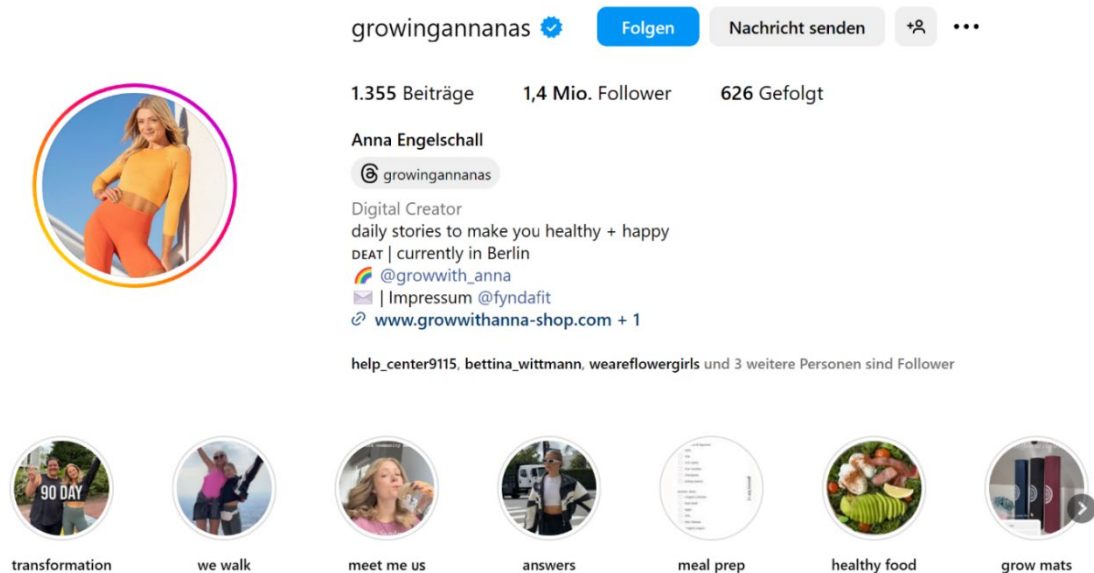 growingannanas Folgen Nachricht senden
1.355 Beiträge 1,4 Mio. Follower 626 Gefolgt
Anna Engelschall
growingannanas
Digital Creator
daily stories to make you healthy + happy
ᴅᴇᴀᴛ | currently in Berlin
🌈 @growwith_anna
✉️ | Impressum @fyndafit
www.growwithanna-shop.com + 1
help_center9115, bettina_wittmann, weareflowergirls und 3 weitere Personen sind Follower
90 DAY
transformation we walk meet me us answers meal prep healthy food grow mats